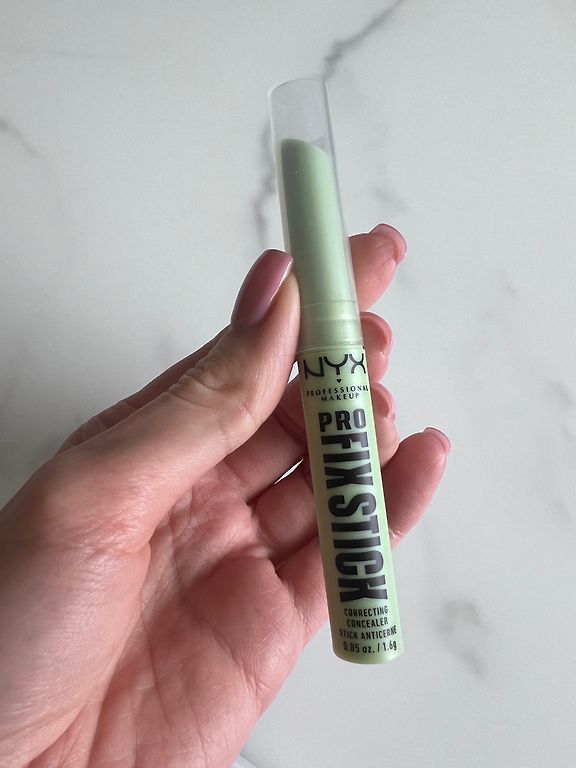 NYX
PROFESSIONAL
MAKEUP
PRO
FIX STICK
CORRECTING
CONCEALER
STICK ANTICERNE
0.05 oz. / 1.6g